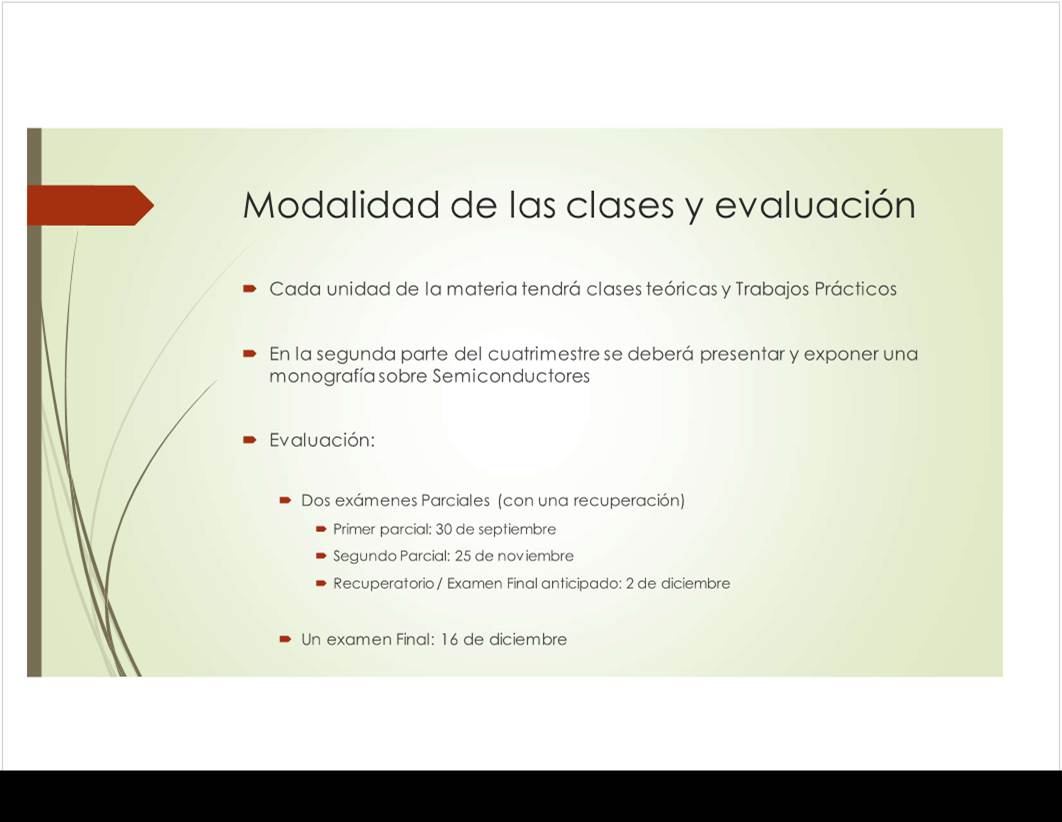 Modalidad de las clases y evaluación
Cada unidad de la materia tendrá clases teóricas y Trabajos Prácticos
En la segunda parte del cuatrimestre se deberá presentar y exponer una
monografía sobre Semiconductores
Evaluación:
Dos exámenes Parciales (con una recuperación)
Primer parcial: 30 de septiembre
Segundo Parcial: 25 de noviembre
Recuperatorio / Examen Final anticipado: 2 de diciembre
Un examen Final: 16 de diciembre